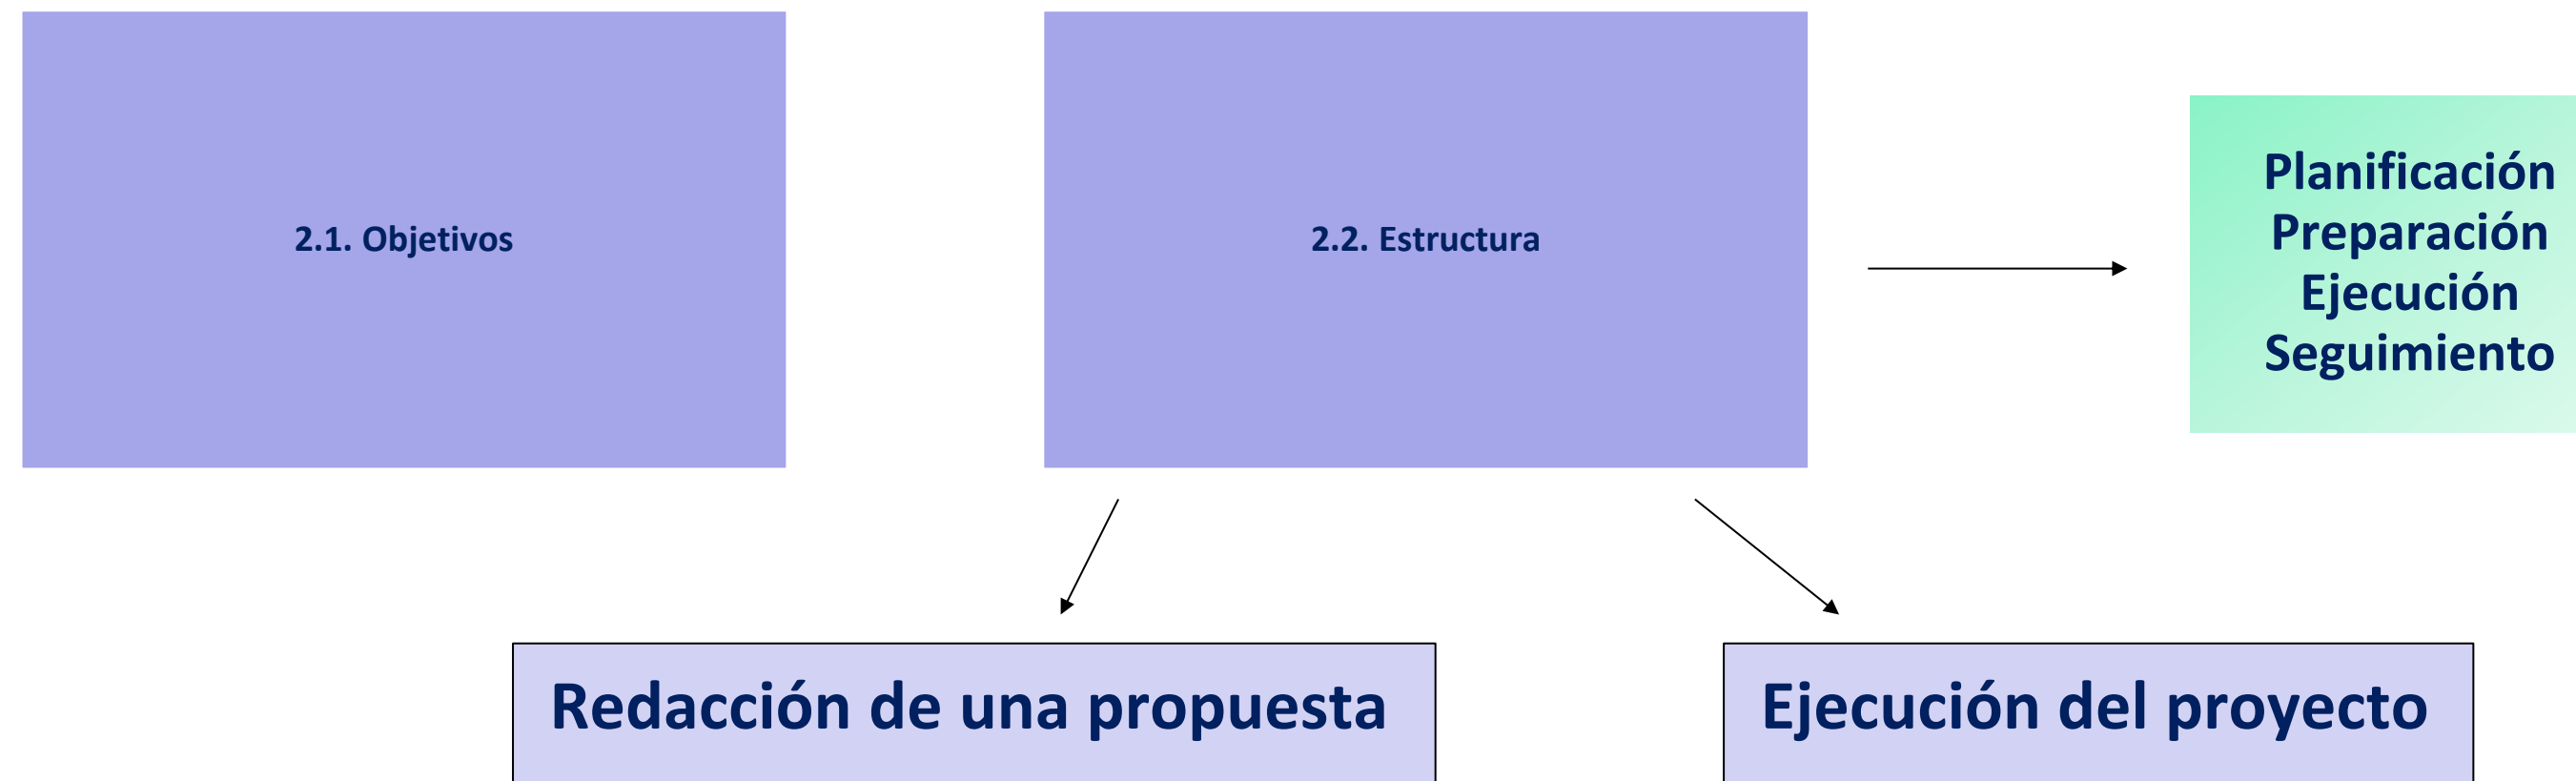 2.1. Objetivos
2.2. Estructura
Planificación
Preparación
Ejecución
Seguimiento
Redacción de una propuesta
Ejecución del proyecto